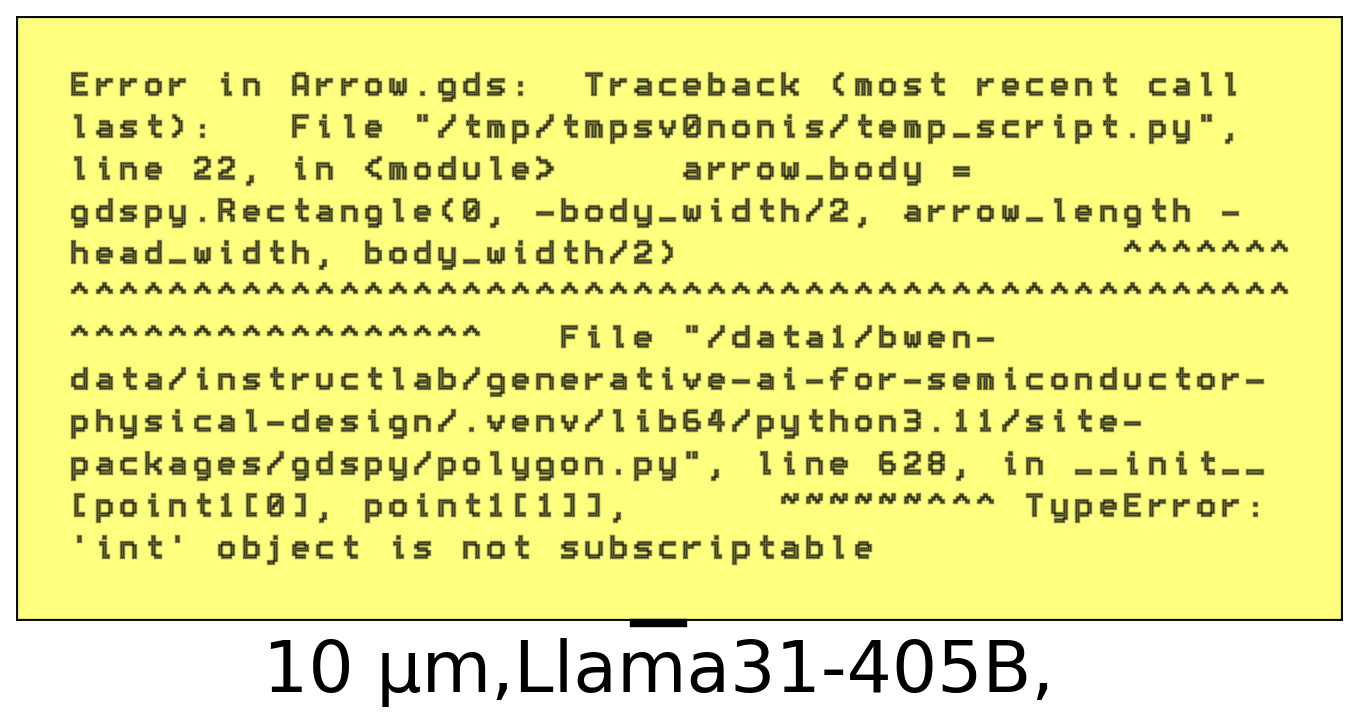 Error in Arrow.gds:  Traceback (most recent call
last):   File "/tmp/tmpsv0nonis/temp_script.py",
line 22, in <module>     arrow_body =
gdspy.Rectangle(0, -body_width/2, arrow_length -
head_width, body_width/2)                  ^^^^^^^
^^^^^^^^^^^^^^^^^^^^^^^^^^^^^^^^^^^^^^^^^^^^^^^^^^
^^^^^^^^^^^^^^^^^   File "/data1/bwen-
data/instructlab/generative-ai-for-semiconductor-
physical-design/.venv/lib64/python3.11/site-
packages/gdspy/polygon.py", line 628, in __init__
[point1[0], point1[1]],      ~~~~~~^^^ TypeError:
'int' object is not subscriptable
10 µm,Llama31-405B,